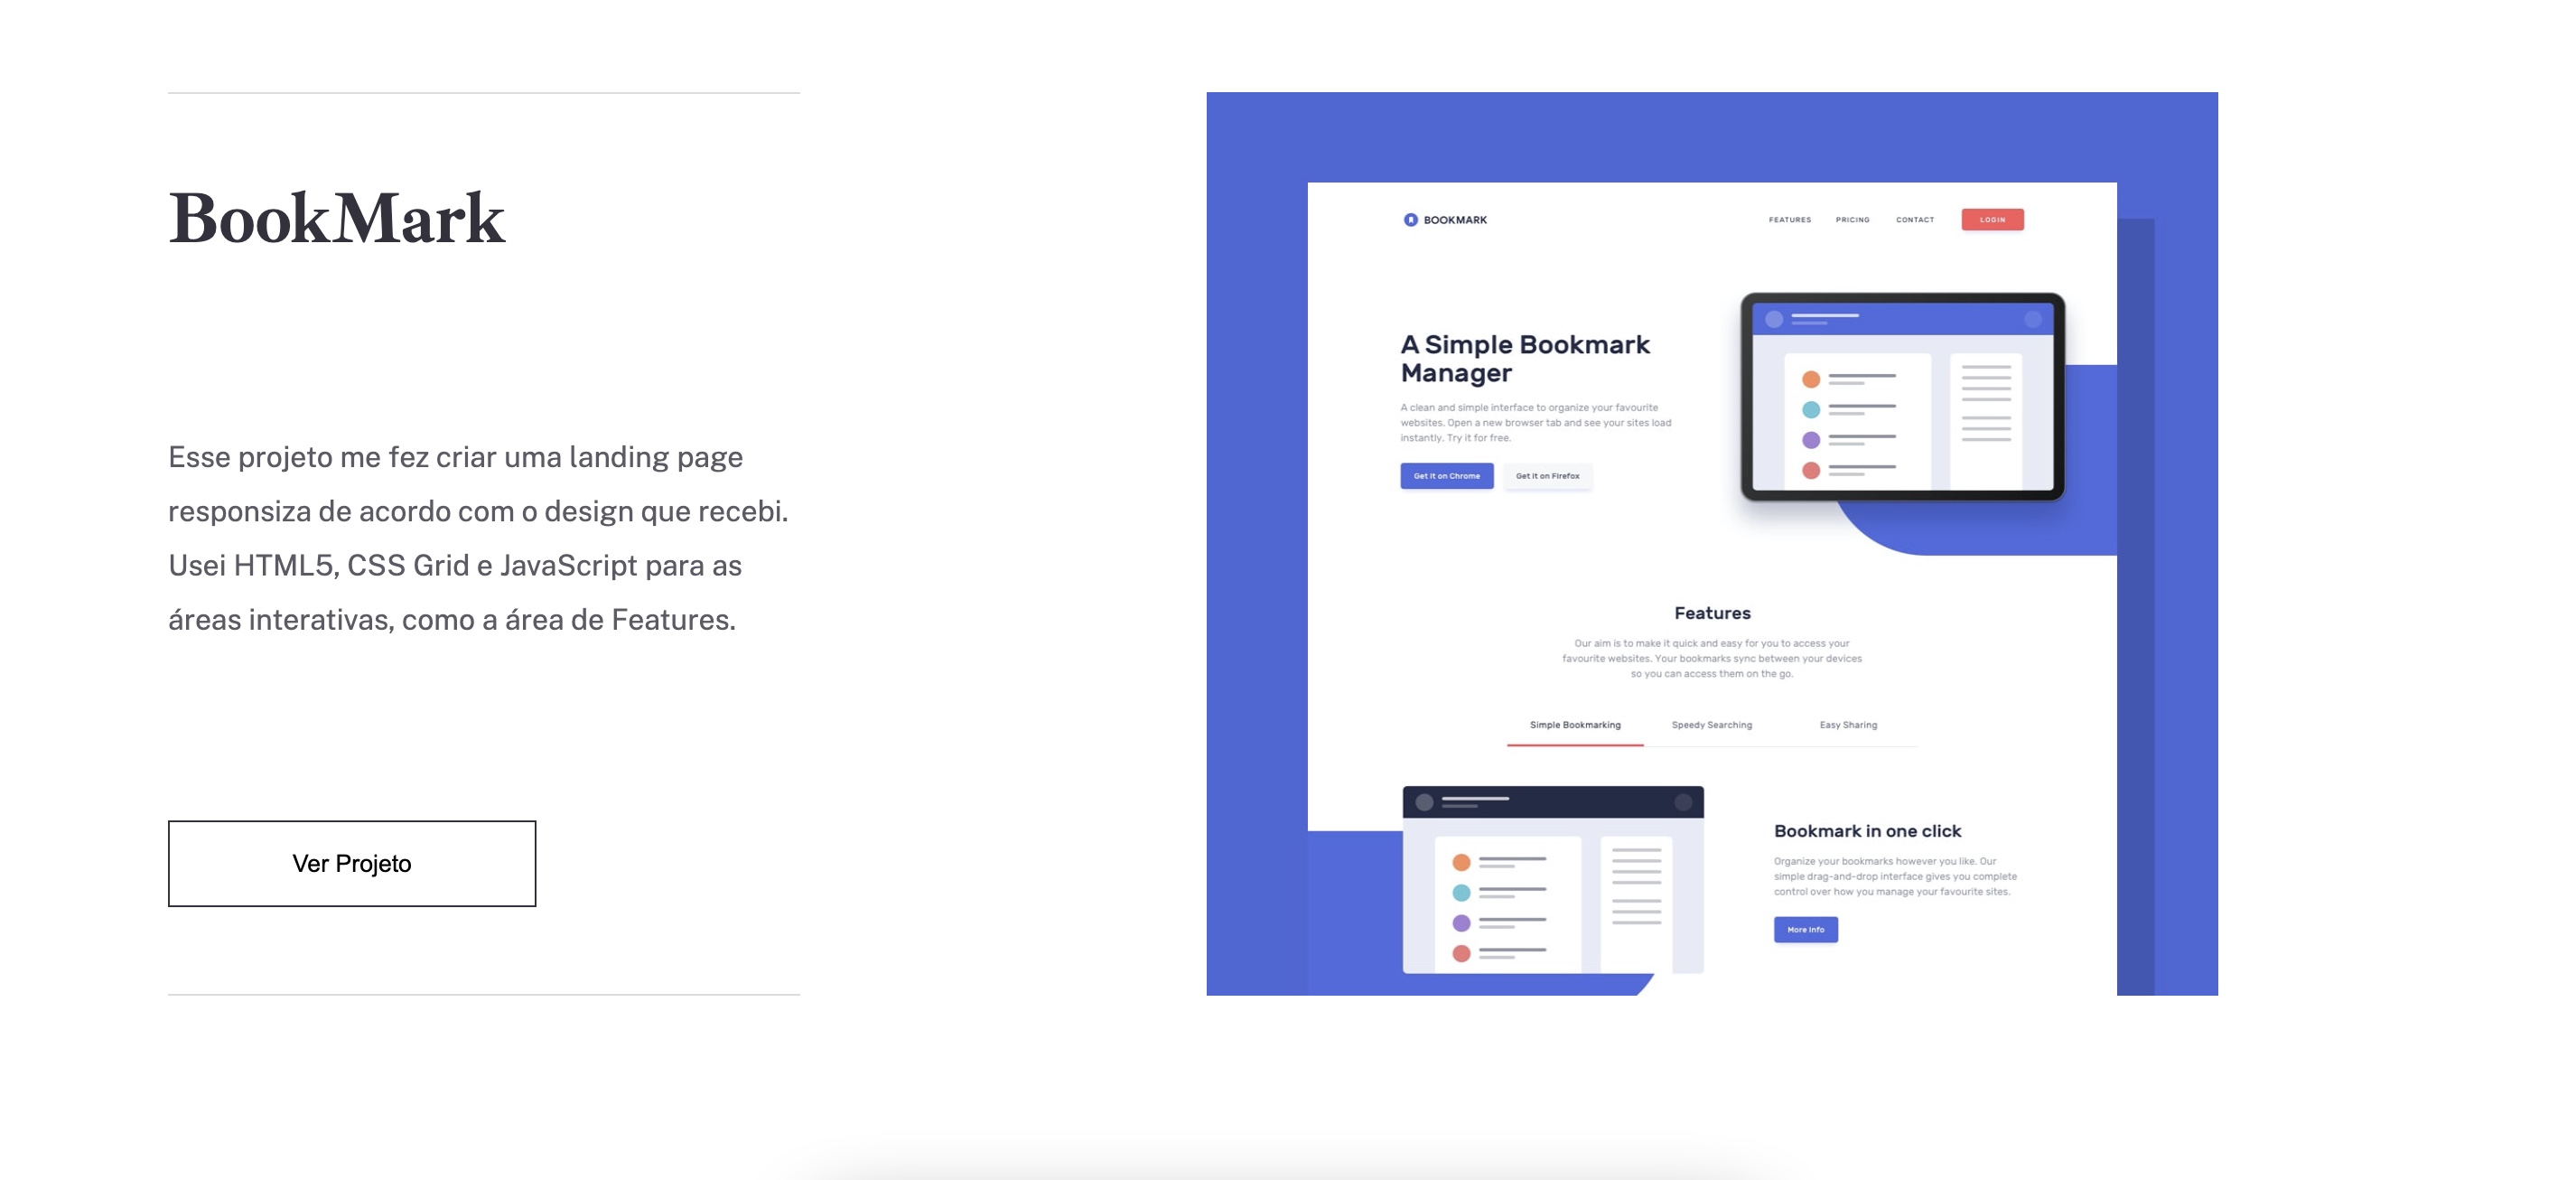 BookMark
Esse projeto me fez criar uma landing page
responsiza de acordo com o design que recebi.
Usei HTML5, CSS Grid e JavaScript para as
áreas interativas, como a área de Features.
Ver Projeto
BOOKMARK
FEATURES PRICING CONTACT LOGIN
A Simple Bookmark
Manager
A clean and simple interface to organize your favourite
websites. Open a new browser tab and see your sites load
instantly. Try it for free.
Get it on Chrome Get it on Firefox
Features
Our aim is to make it quick and easy for you to access your
favourite websites. Your bookmarks sync between your devices
so you can access them on the go.
Simple Bookmarking Speedy Searching Easy Sharing
Bookmark in one click
Organize your bookmarks however you like. Our
simple drag-and-drop interface gives you complete
control over how you manage your favourite sites.
More Info